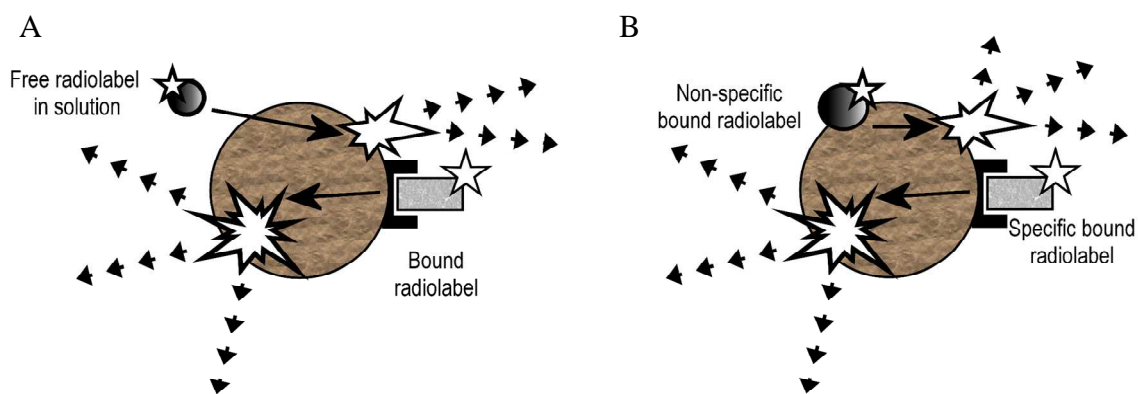 A
Free radiolabel
in solution
Bound
radiolabel
B
Non-specific
bound radiolabel
Specific bound
radiolabel